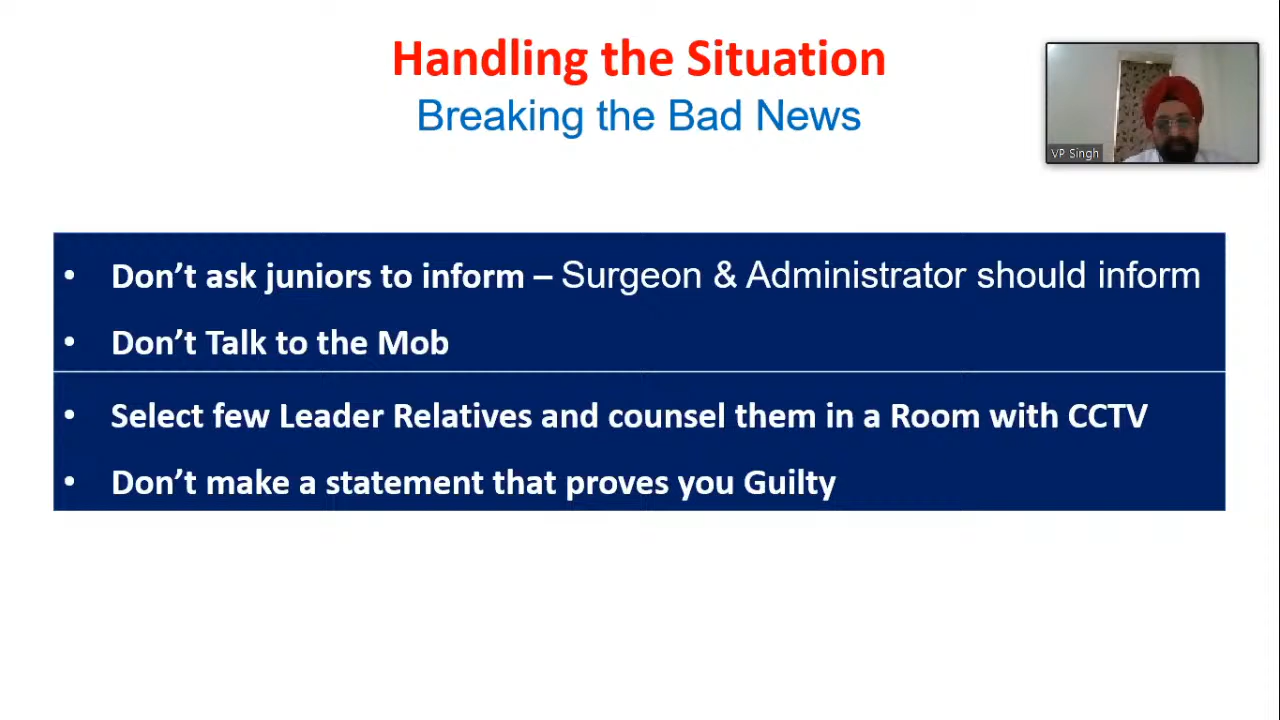 Handling the Situation
Breaking the Bad News
VP Singh
• Don’t ask juniors to inform – Surgeon & Administrator should inform
• Don’t Talk to the Mob
• Select few Leader Relatives and counsel them in a Room with CCTV
• Don’t make a statement that proves you Guilty